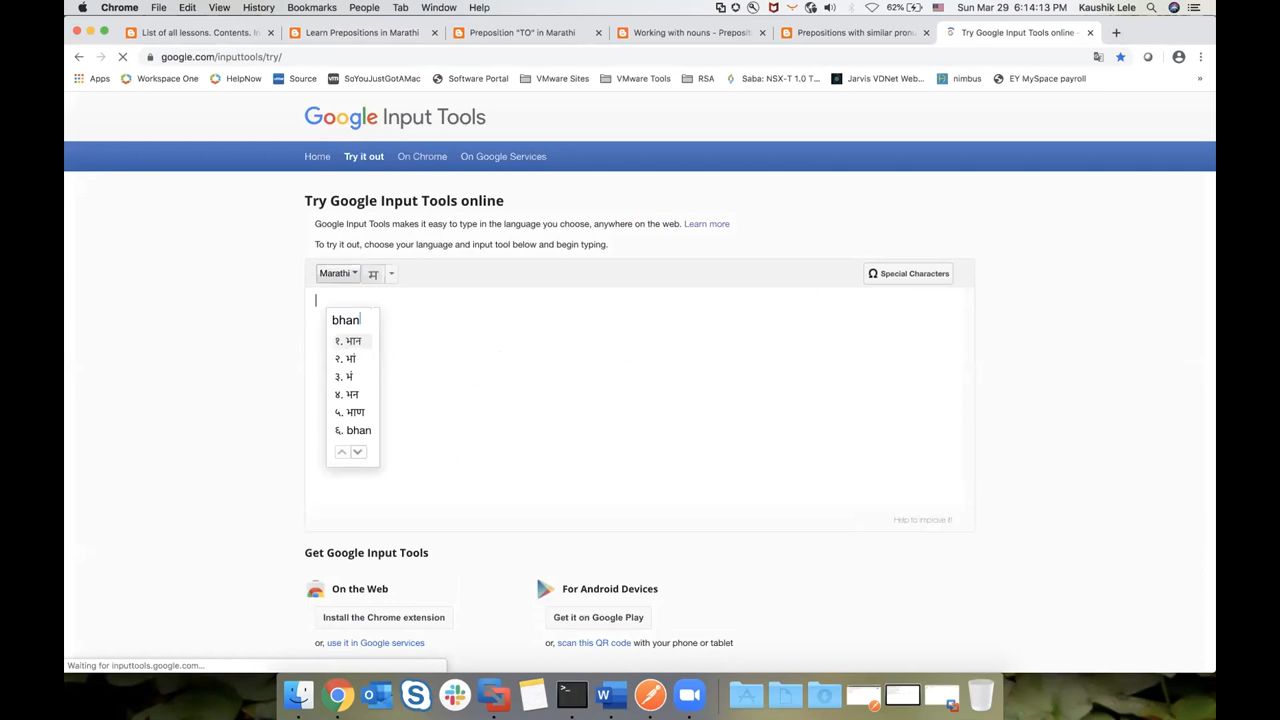 Chrome File Edit View History Bookmarks People Tab Window Help 62% Sun Mar 29 6:14:13 PM Kaushik Lele
List of all lessons. Contents. In Learn Prepositions in Marathi Preposition "TO" in Marathi Working with nouns - Preposit Prepositions with similar pronu Try Google Input Tools online -
google.com/inputtools/try/
Apps Workspace One HelpNow Source SoYouJustGotAMac Software Portal VMware Sites VMware Tools RSA Saba: NSX-T 1.0 T... Jarvis VDNet Web... nimbus EY MySpace payroll »
Google Input Tools
Home Try it out On Chrome On Google Services
Try Google Input Tools online
Google Input Tools makes it easy to type in the language you choose, anywhere on the web. Learn more
To try it out, choose your language and input tool below and begin typing.
Marathi म Ω Special Characters
bhan
१. भान
२. भां
३. भं
४. भन
५. भाण
६. bhan
Help to improve it!
Get Google Input Tools
On the Web For Android Devices
Install the Chrome extension Get it on Google Play
or, use it in Google services or, scan this QR code with your phone or tablet
Waiting for inputtools.google.com...